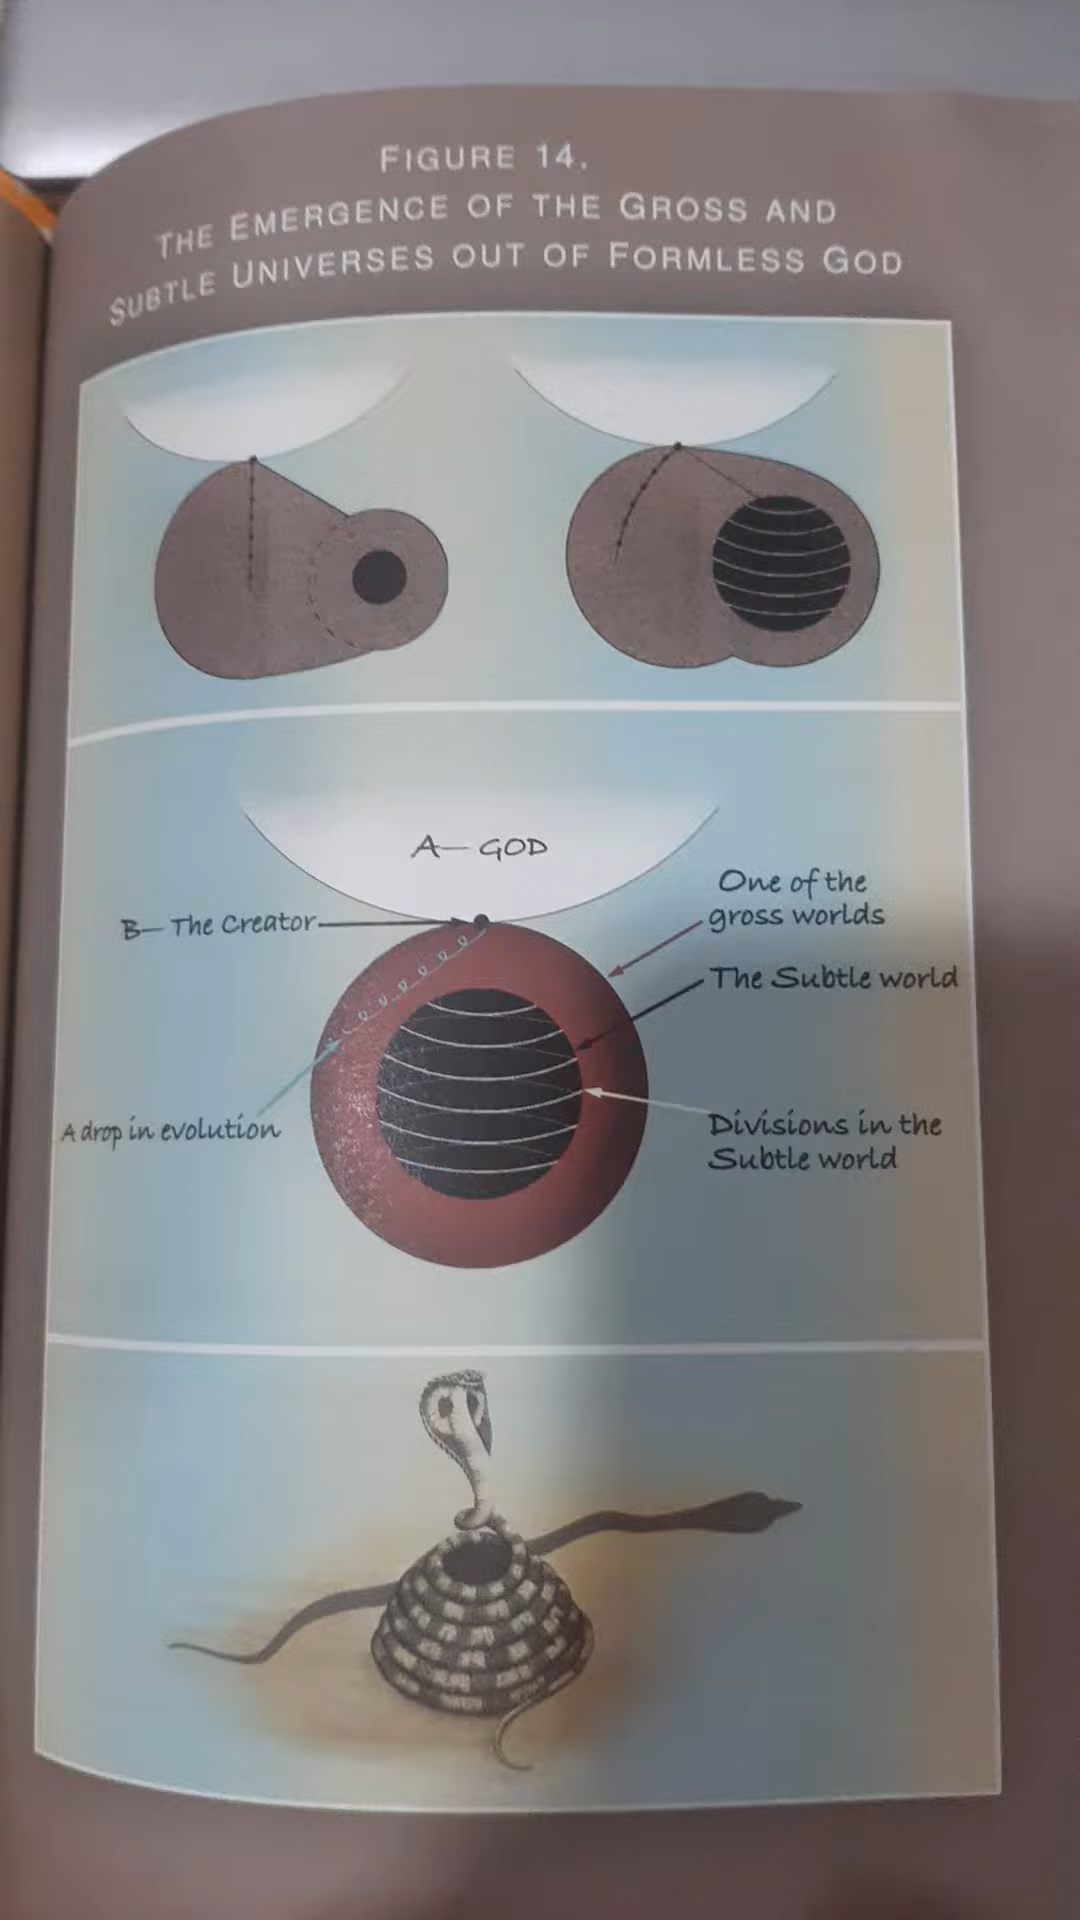 FIGURE 14.
THE EMERGENCE OF THE GROSS AND
SUBTLE UNIVERSES OUT OF FORMLESS GOD
A— GOD
B— The Creator
One of the
gross worlds
The Subtle world
A drop in evolution
Divisions in the
Subtle world